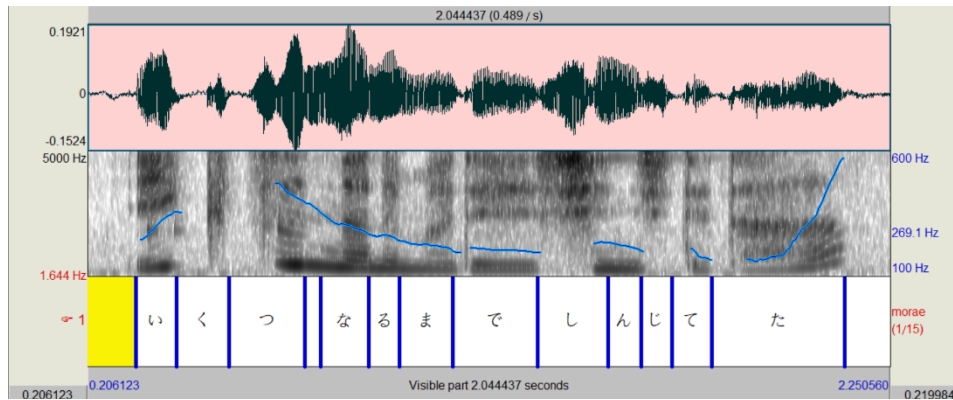 2.044437 (0.489 / s)
0.1921
0
-0.1524
5000 Hz
600 Hz
269.1 Hz
1.644 Hz
100 Hz
☞ 1
い く つ な る ま で し ん じ て た
morae
(1/15)
0.206123
0.206123
Visible part 2.044437 seconds
2.250560
0.219984